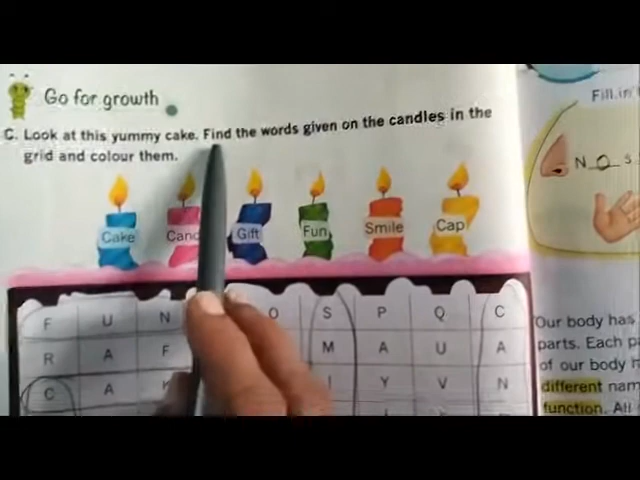 Go for growth
C. Look at this yummy cake. Find the words given on the candles in the
grid and colour them.
Cake Gift Fun Smile Cap
F U N O S P Q C
R A F M A U A
C A Y V N
Fill in
N O S
Our body has
parts. Each
of our body
different
function. All